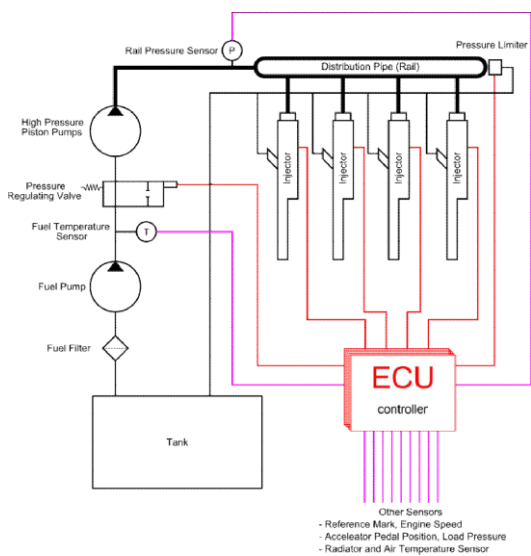 Rail Pressure Sensor
P
Pressure Limiter
Distribution Pipe (Rail)
High Pressure
Piston Pumps
Injector
Injector
Injector
Injector
Pressure
Regulating Valve
Fuel Temperature
Sensor
T
Fuel Pump
Fuel Filter
ECU
controller
Tank
Other Sensors
- Reference Mark, Engine Speed
- Accelerator Pedal Position, Load Pressure
- Radiator and Air Temperature Sensor